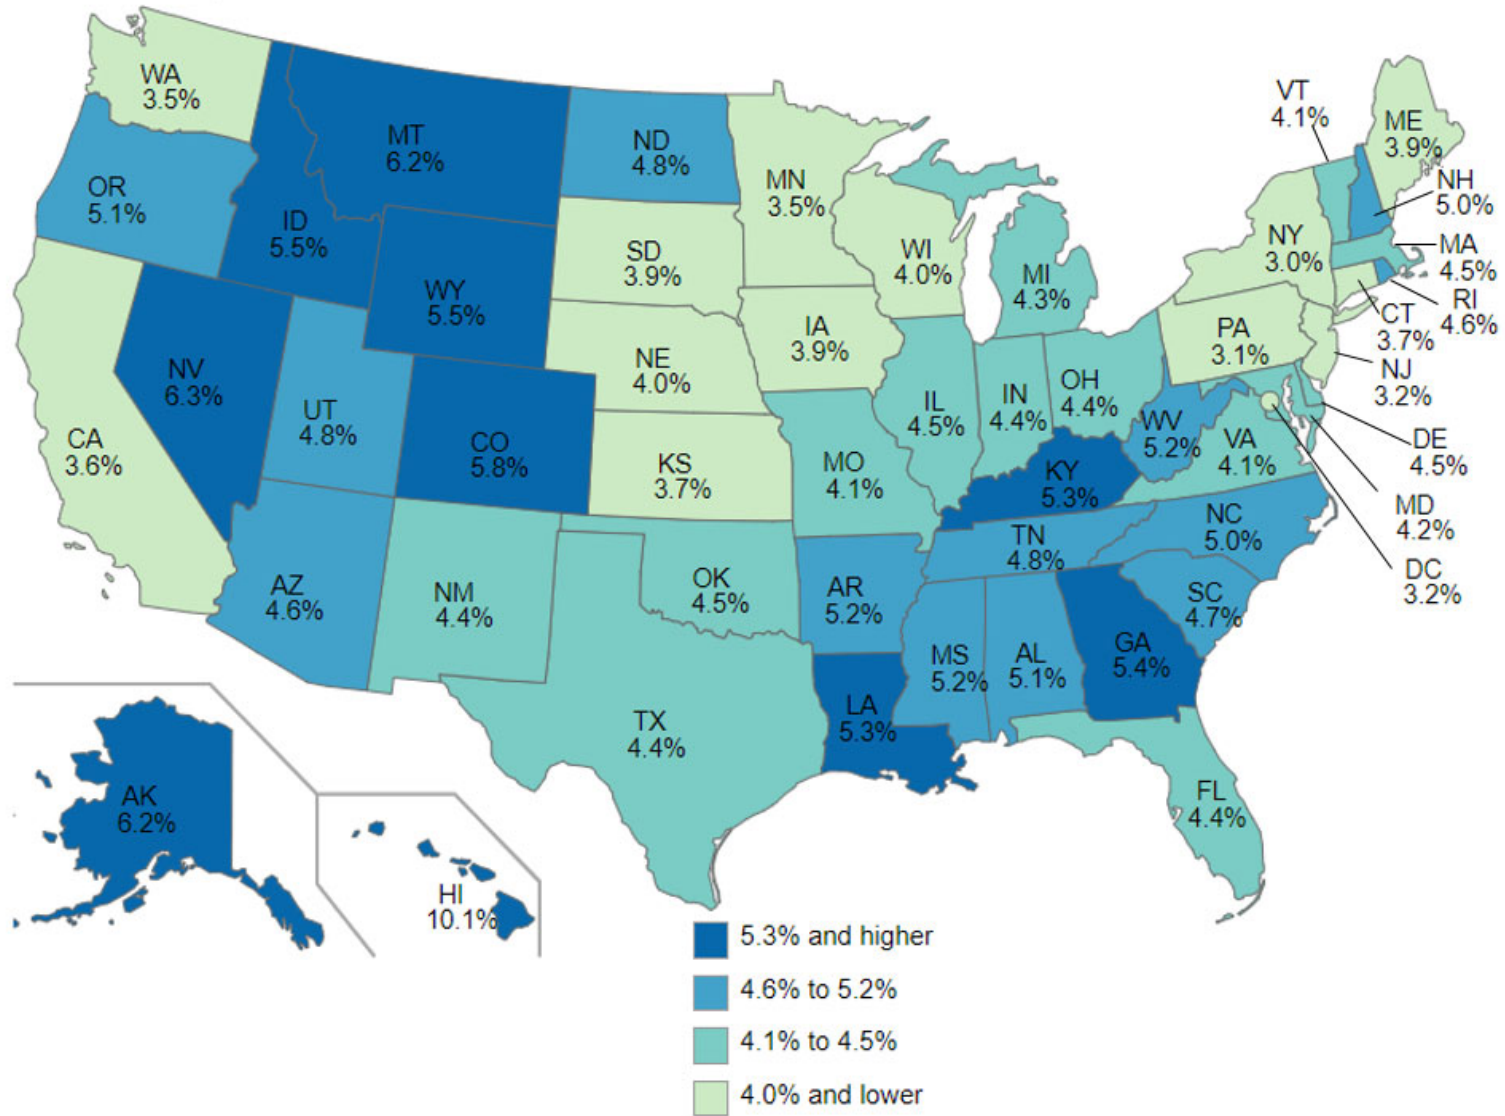 WA
3.5%
MT
6.2%
ND
4.8%
MN
3.5%
VT
4.1%
ME
3.9%
OR
5.1%
ID
5.5%
NH
5.0%
SD
3.9%
WI
4.0%
NY
3.0%
MA
4.5%
WY
5.5%
MI
4.3%
RI
4.6%
IA
3.9%
PA
3.1%
CT
3.7%
NV
6.3%
NE
4.0%
NJ
3.2%
UT
4.8%
IL
4.5%
IN
4.4%
OH
4.4%
CA
3.6%
CO
5.8%
WV
5.2%
VA
4.1%
DE
4.5%
KS
3.7%
MO
4.1%
KY
5.3%
MD
4.2%
NC
5.0%
TN
4.8%
DC
3.2%
AZ
4.6%
NM
4.4%
OK
4.5%
AR
5.2%
SC
4.7%
MS
5.2%
AL
5.1%
GA
5.4%
TX
4.4%
LA
5.3%
AK
6.2%
FL
4.4%
HI
10.1%
5.3% and higher
4.6% to 5.2%
4.1% to 4.5%
4.0% and lower